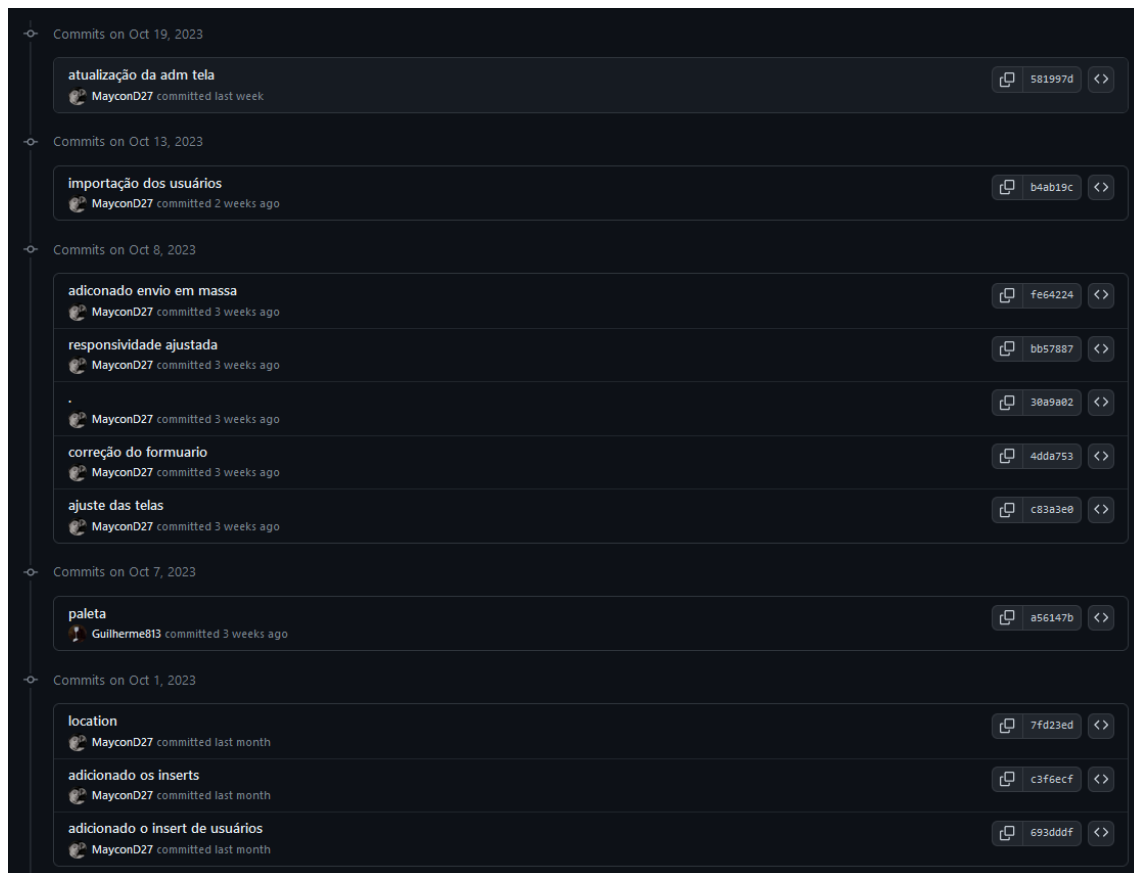 Commits on Oct 19, 2023
atualização da adm tela
581997d
MayconD27 committed last week
Commits on Oct 13, 2023
importação dos usuários
b4ab19c
MayconD27 committed 2 weeks ago
Commits on Oct 8, 2023
adiconado envio em massa
fe64224
MayconD27 committed 3 weeks ago
responsividade ajustada
bb57887
MayconD27 committed 3 weeks ago
.
30a9a02
MayconD27 committed 3 weeks ago
correção do formuario
4dda753
MayconD27 committed 3 weeks ago
ajuste das telas
c83a3e0
MayconD27 committed 3 weeks ago
Commits on Oct 7, 2023
paleta
a56147b
Guilherme813 committed 3 weeks ago
Commits on Oct 1, 2023
location
7fd23ed
MayconD27 committed last month
adicionado os inserts
c3f6ecf
MayconD27 committed last month
adicionado o insert de usuários
693dddf
MayconD27 committed last month